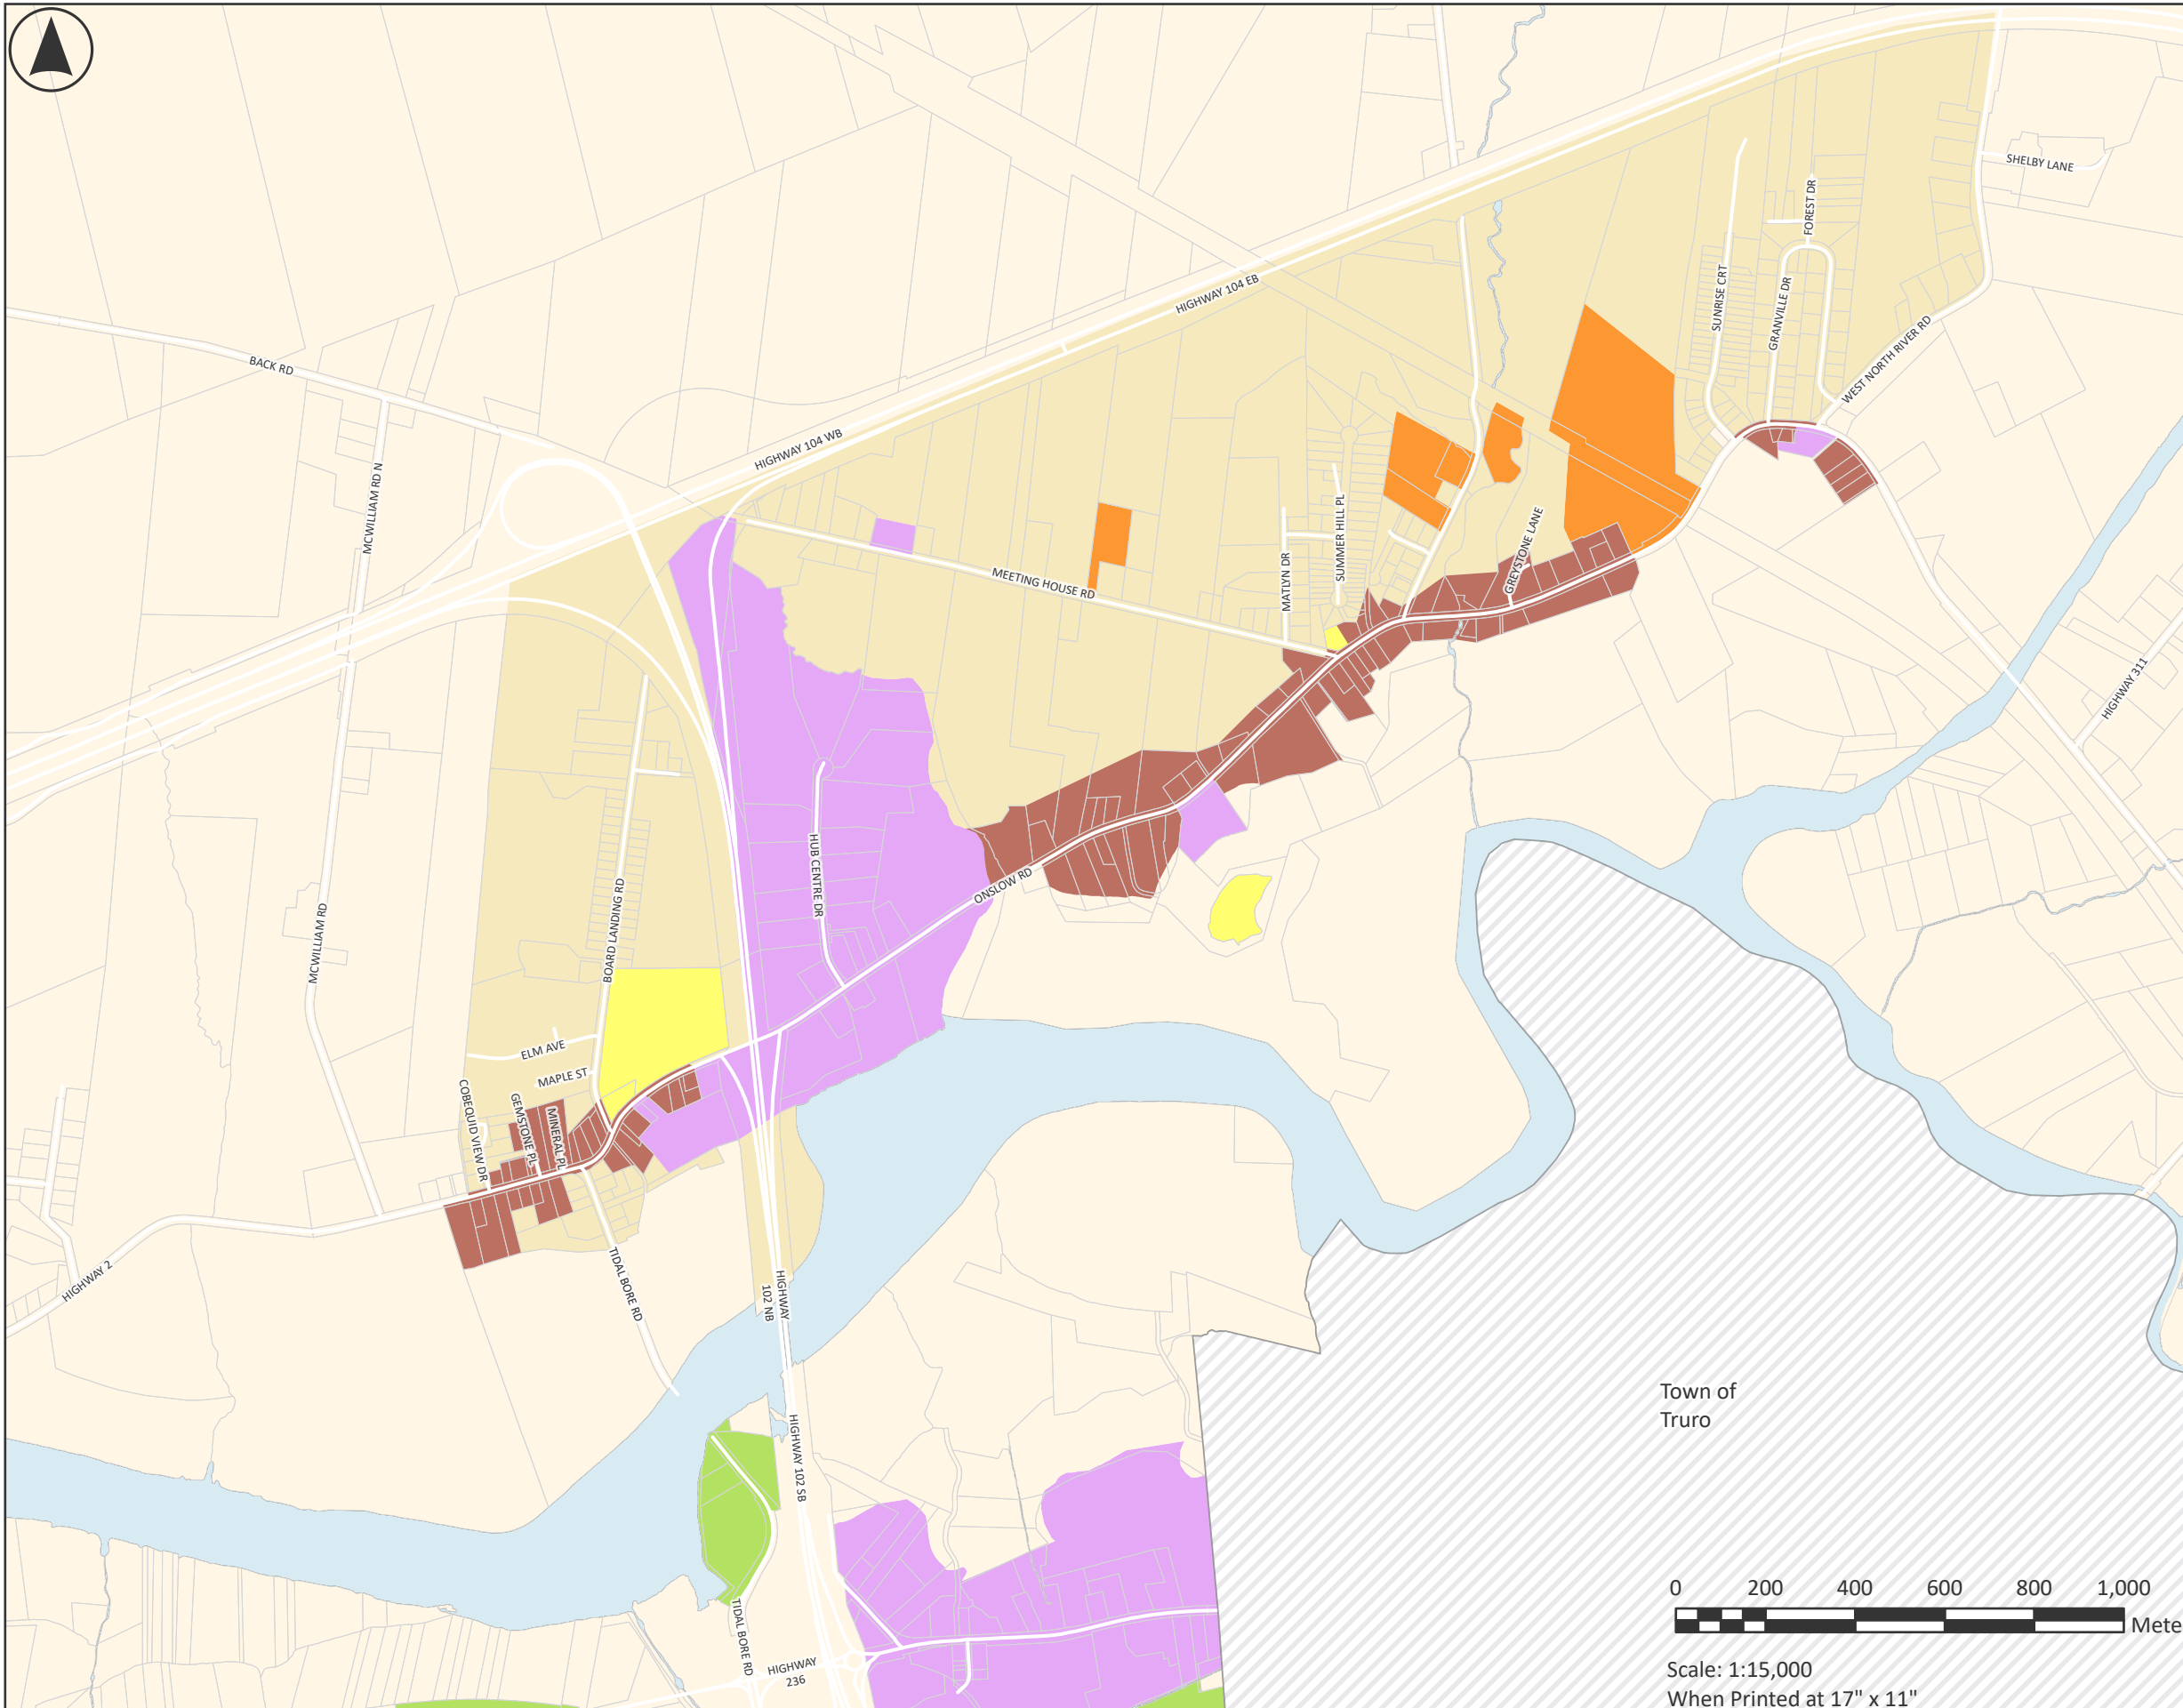 SHELBY LANE
FOREST DR
SUNRISE CRT
GRANVILLE DR
HIGHWAY 104 EB
WEST NORTH RIVER RD
BACK RD
HIGHWAY 104 WB
MCWILLIAM RD N
SUMMER HILL PL
GREYSTONE LANE
MATLYN DR
MEETING HOUSE RD
HIGHWAY 311
HUB CENTRE DR
ONSLOW RD
BOARD LANDING RD
MCWILLIAM RD
ELM AVE
MAPLE ST
COBEQUID VIEW DR
GEMSTONE PL
MINERAL PL
HIGHWAY 2
TIDAL BORE RD
HIGHWAY
102 NB
Town of
Truro
HIGHWAY 102 SB
TIDAL BORE RD
HIGHWAY
236
0 200 400 600 800 1,000
Mete
Scale: 1:15,000
When Printed at 17" x 11"